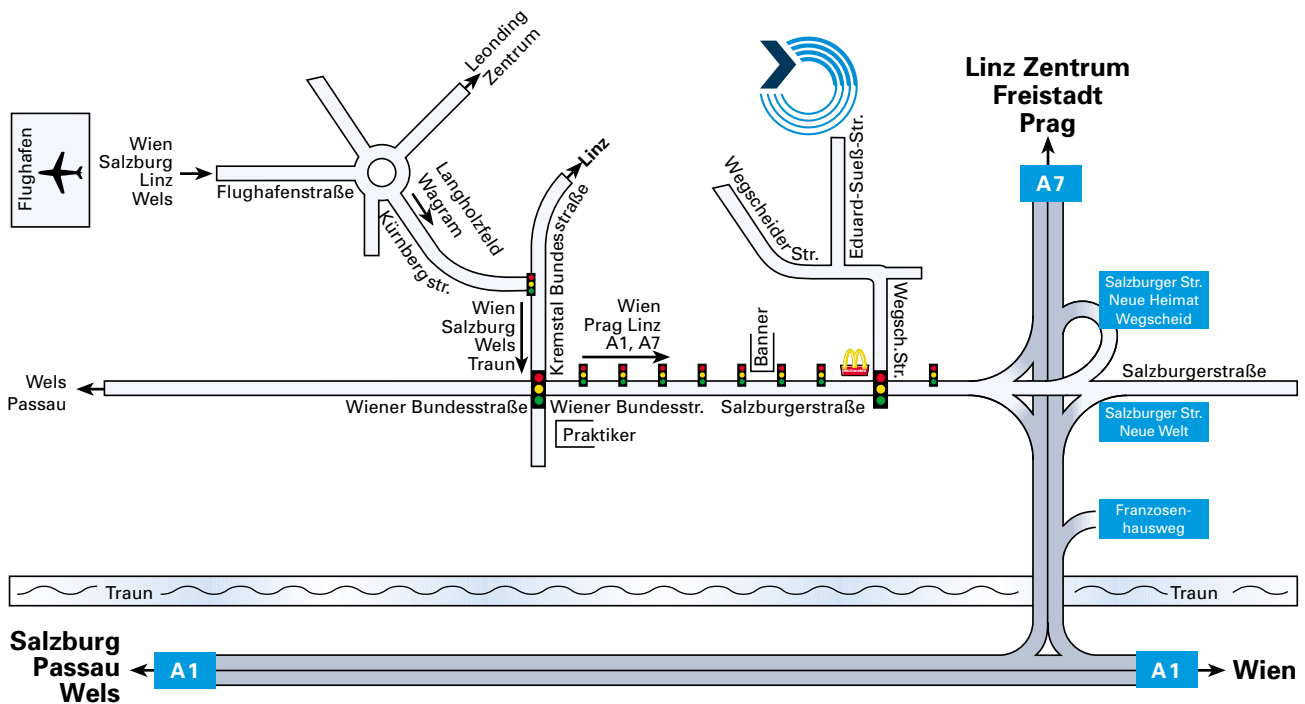 Leonding
Zentrum
Linz Zentrum
Freistadt
Prag
A7
Flughafen
Wien
Salzburg
Linz
Wels
Flughafenstraße
Langholzfeld
Wagram
Kürnbergstr.
Linz
Kremstal Bundesstraße
Wegscheider Str.
Eduard-Sueß-Str.
Wegsch.Str.
Salzburger Str.
Neue Heimat
Wegscheid
Wien
Salzburg
Wels
Traun
Wien
Prag Linz
A1, A7
Banner
McDonald's
Wels
Passau
Salzburgerstraße
Wiener Bundesstraße
Wiener Bundesstr.
Salzburgerstraße
Praktiker
Salzburger Str.
Neue Welt
Franzosen-
hausweg
Traun
Traun
Salzburg
Passau
Wels
A1
A1
Wien